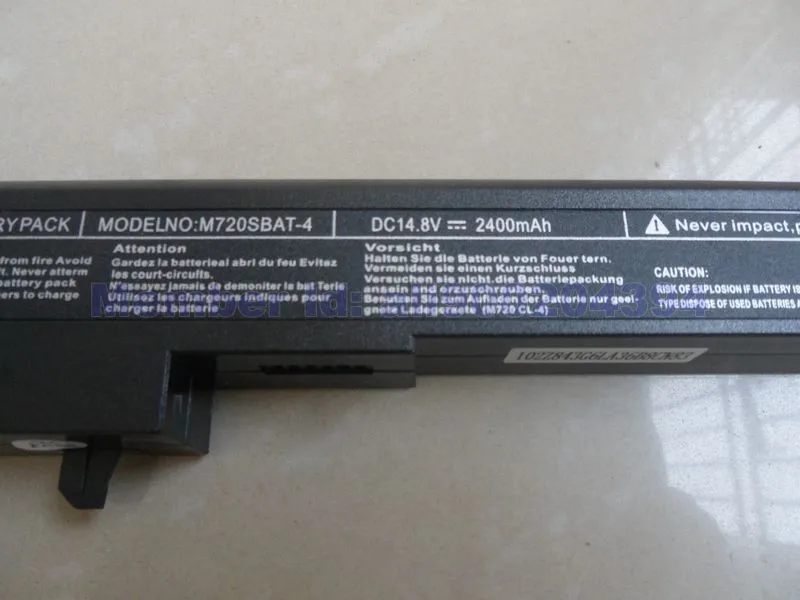 RYPACK
MODELNO:M720SBAT-4
DC14.8V 2400mAh
Never impact,p
from fire Avoid
Never atterm
battery pack
ers to charge
Attention
Gardez la batterieal abri du feu Evitez
les court-circuits.
N'essayez jamais de demoniter la bat Terie
Utilisez les chargeurs indiqués pour
charger la batterie.
Vorsicht
Halten Sie die Batterie von Fouer tern.
Vermeiden sie einen Kurzschluss
Versuchen sie nicht.die Batteriepackung
anein anderzuschrauben.
Benutzen Sie zum Aufladen der Batterie nur geei-
gnete Ladegeraete (M720 CL-4)
RISK OF EXPLOSION IF BATTERY IS
TYPE DISPOSE OF USED BATTERIES A
Member Id: